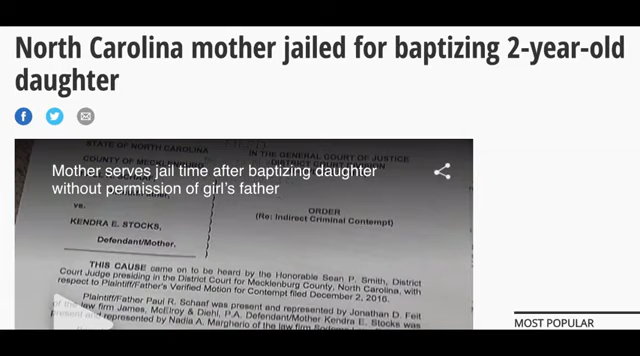 North Carolina mother jailed for baptizing 2-year-old
daughter
STATE OF NORTH CAROLINA
COUNTY OF MECKLENBURG
IN THE GENERAL COURT OF JUSTICE
DISTRICT COURT DIVISION
Mother serves jail time after baptizing daughter
without permission of girl's father
vs.
KENDRA E. STOCKS,
Defendant/Mother.
ORDER
(Re: Indirect Criminal Contempt)
THIS CAUSE came on to be heard by the Honorable Sean P. Smith, District
Court Judge presiding in the District Court for Mecklenburg County, North Carolina, with
respect to Plaintiff/Father's Verified Motion for Contempt filed December 2, 2016.
Plaintiff/Father Paul R. Schaaf was present and represented by Jonathan D. Feit
of the law firm James, McElroy & Diehl, P.A. Defendant/Mother Kendra E. Stocks was
present and represented by Nadia A. Margherio of the law firm
MOST POPULAR